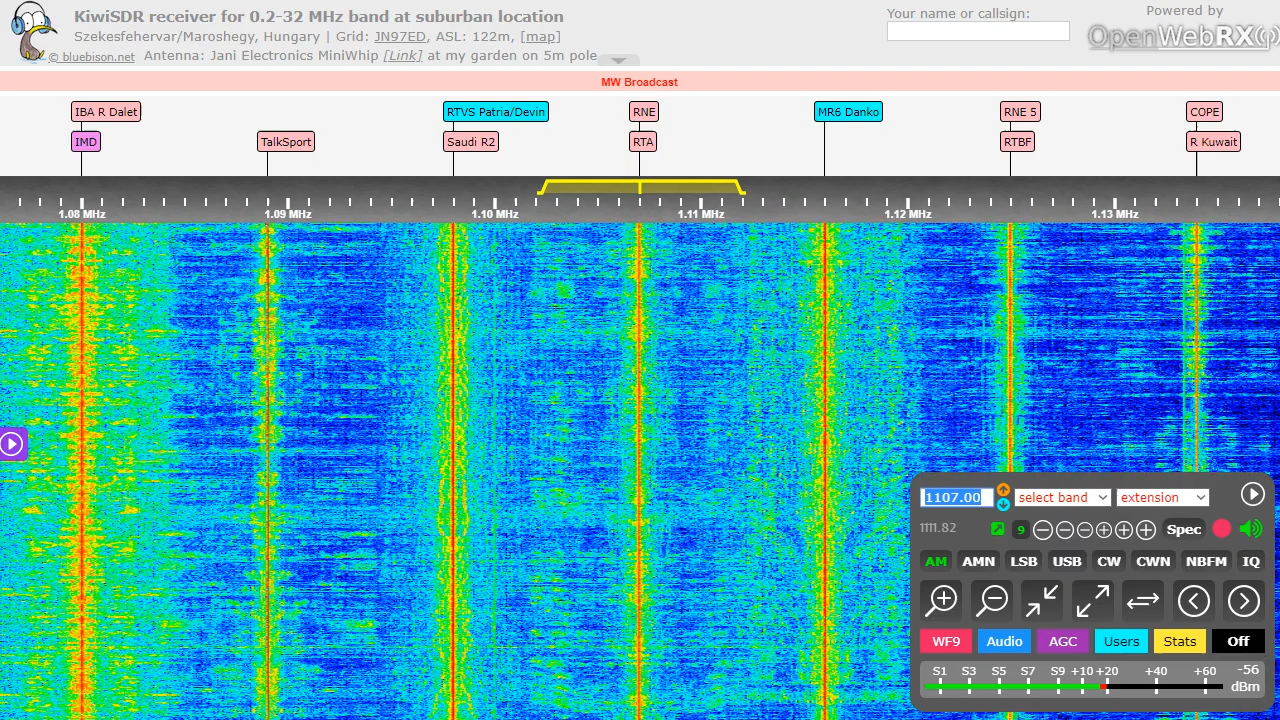 KiwiSDR receiver for 0.2-32 MHz band at suburban location
Szekesfehervar/Maroshegy, Hungary | Grid: JN97ED, ASL: 122m, [map]
© bluebison.net Antenna: Jani Electronics MiniWhip [Link] at my garden on 5m pole
Your name or callsign:
Powered by
OpenWebRX
MW Broadcast
IBA R Dalet RTVS Patria/Devin RNE MR6 Danko RNE 5 COPE
IMD TalkSport Saudi R2 RTA RTBF R Kuwait
1.08 MHz 1.09 MHz 1.10 MHz 1.11 MHz 1.12 MHz 1.13 MHz
1107.00 select band extension
1111.82 9 Spec
AM AMN LSB USB CW CWN NBFM IQ
WF9 Audio AGC Users Stats Off
S1 S3 S5 S7 S9 +10 +20 +40 +60 -56
dBm